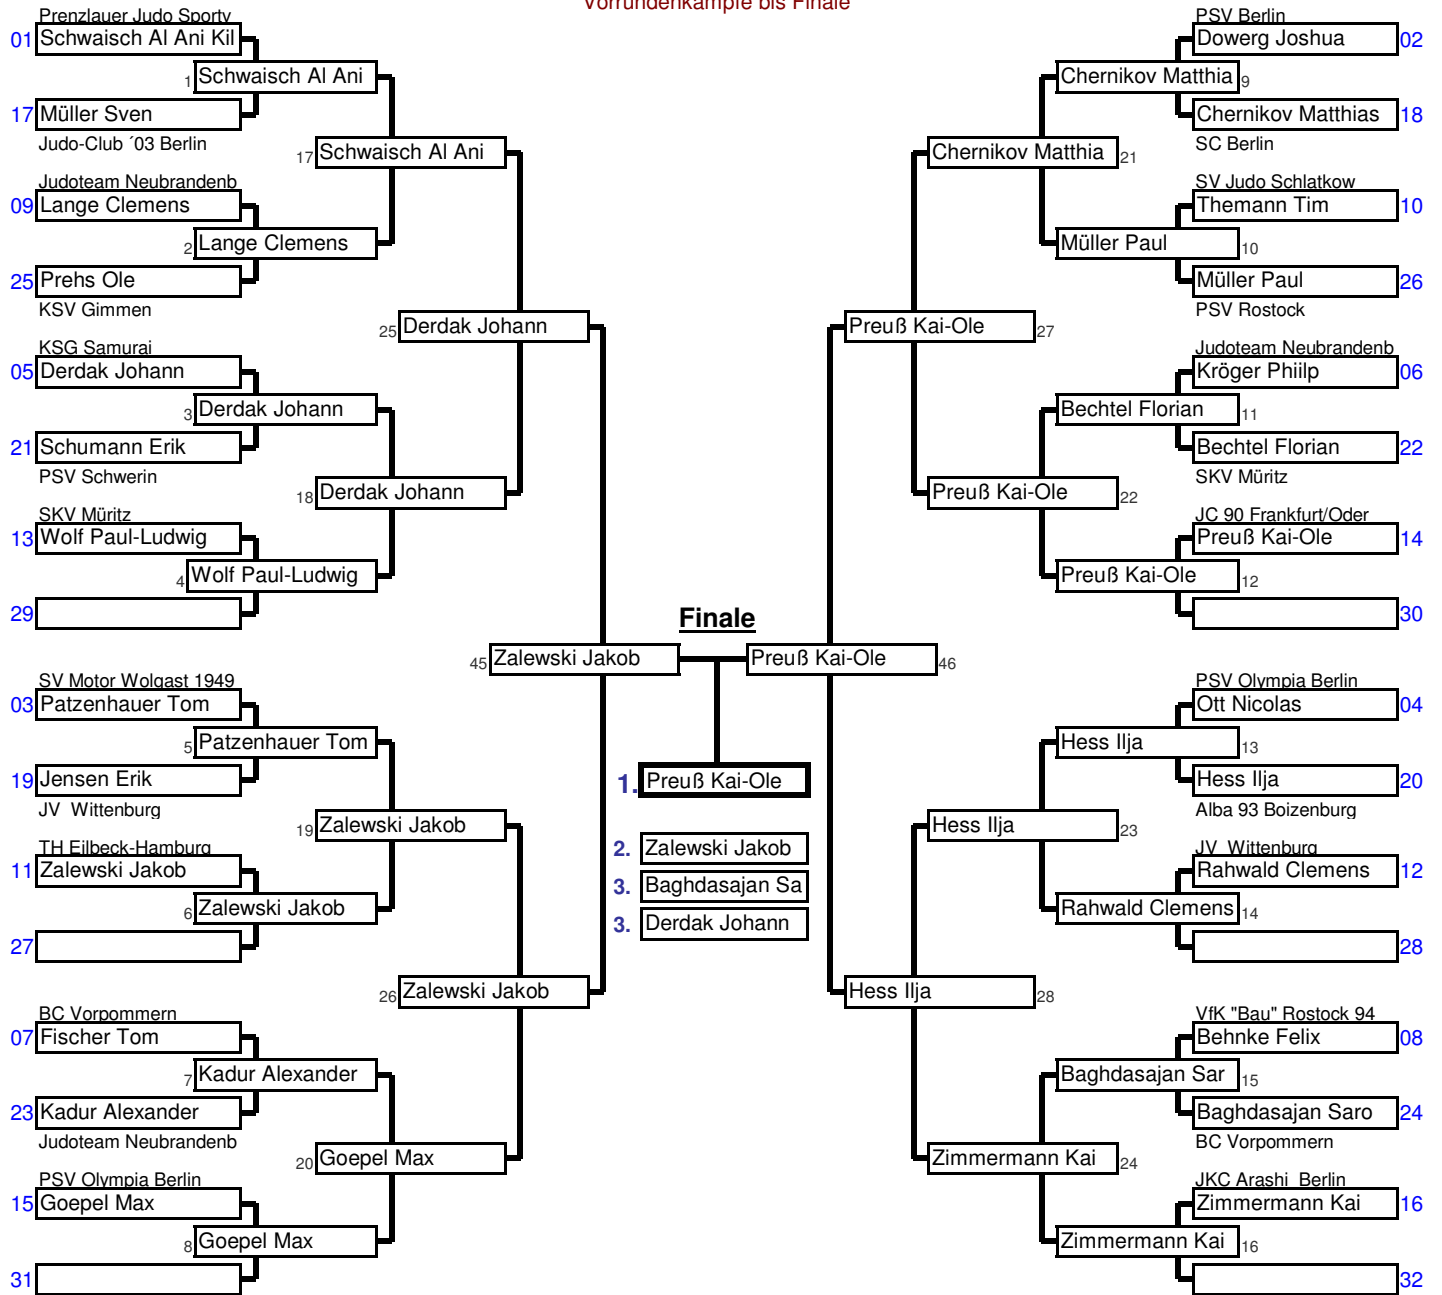 Vorrundenkämpfe bis Finale
Prenzlauer Judo Sportv
01 Schwaisch Al Ani Kil
1 Schwaisch Al Ani
17 Müller Sven
Judo-Club ´03 Berlin
17 Schwaisch Al Ani
Judoteam Neubrandenb
09 Lange Clemens
2 Lange Clemens
25 Prehs Ole
KSV Gimmen
25 Derdak Johann
KSG Samurai
05 Derdak Johann
3 Derdak Johann
21 Schumann Erik
PSV Schwerin
18 Derdak Johann
SKV Müritz
13 Wolf Paul-Ludwig
4 Wolf Paul-Ludwig
29
45 Zalewski Jakob
SV Motor Wolgast 1949
03 Patzenhauer Tom
5 Patzenhauer Tom
19 Jensen Erik
JV Wittenburg
19 Zalewski Jakob
TH Eilbeck-Hamburg
11 Zalewski Jakob
6 Zalewski Jakob
27
26 Zalewski Jakob
BC Vorpommern
07 Fischer Tom
7 Kadur Alexander
23 Kadur Alexander
Judoteam Neubrandenb
20 Goepel Max
PSV Olympia Berlin
15 Goepel Max
8 Goepel Max
31
Finale
1. Preuß Kai-Ole
2. Zalewski Jakob
3. Baghdasajan Sa
3. Derdak Johann
PSV Berlin
Dowerg Joshua 02
Chernikov Matthia 9
Chernikov Matthias 18
SC Berlin
Chernikov Matthia 21
SV Judo Schlatkow
Themann Tim 10
Müller Paul 10
Müller Paul 26
PSV Rostock
Preuß Kai-Ole 27
Judoteam Neubrandenb
Kröger Phiilp 06
Bechtel Florian 11
Bechtel Florian 22
SKV Müritz
Preuß Kai-Ole 22
JC 90 Frankfurt/Oder
Preuß Kai-Ole 14
Preuß Kai-Ole 12
30
Preuß Kai-Ole 46
PSV Olympia Berlin
Ott Nicolas 04
Hess Ilja 13
Hess Ilja 20
Alba 93 Boizenburg
Hess Ilja 23
JV Wittenburg
Rahwald Clemens 12
Rahwald Clemens 14
28
Hess Ilja 28
VfK "Bau" Rostock 94
Behnke Felix 08
Baghdasajan Sar 15
Baghdasajan Saro 24
BC Vorpommern
Zimmermann Kai 24
JKC Arashi Berlin
Zimmermann Kai 16
Zimmermann Kai 16
32